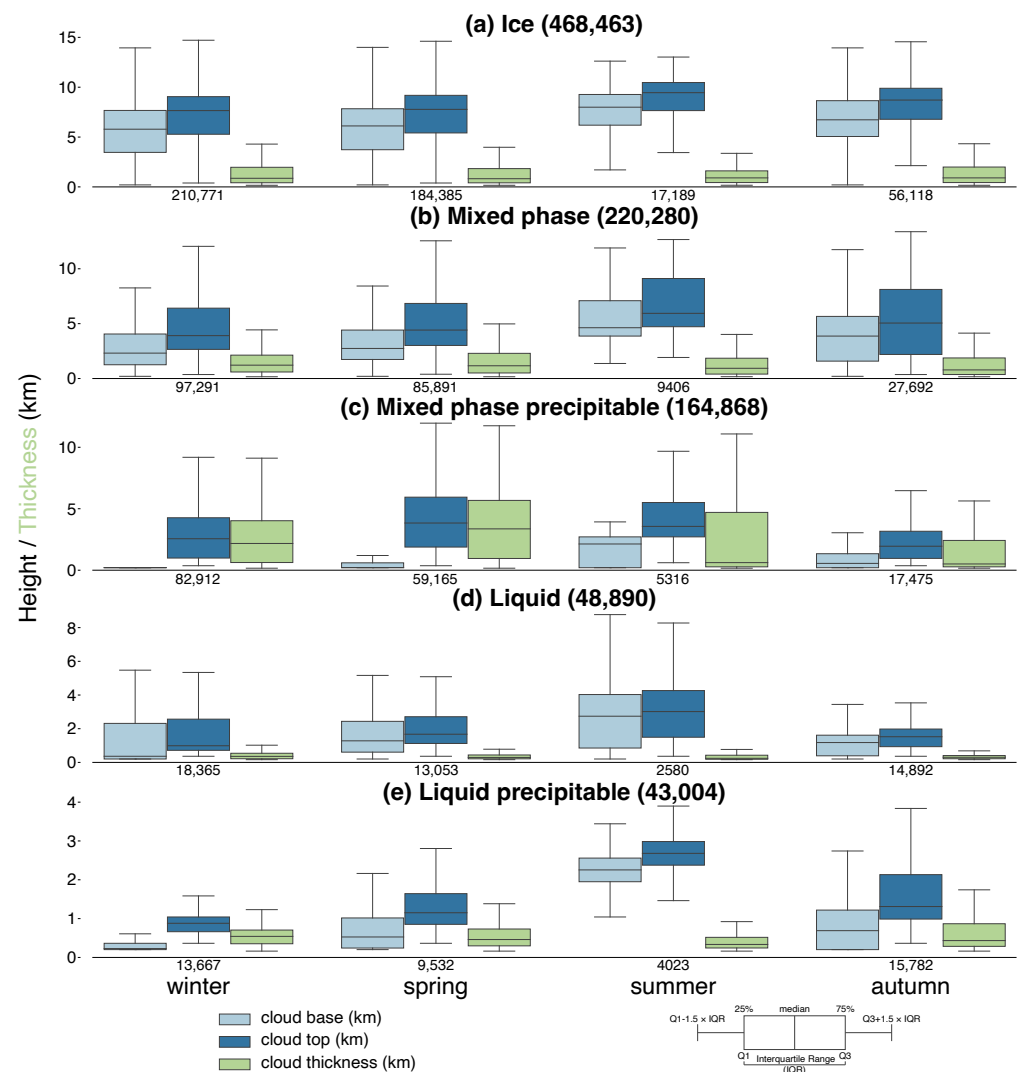 (a) Ice (468,463)
15
10
5
0
210,771 184,385 17,189 56,118
(b) Mixed phase (220,280)
10
5
0
97,291 85,891 9406 27,692
(c) Mixed phase precipitable (164,868)
10
5
0
82,912 59,165 5316 17,475
(d) Liquid (48,890)
8
6
4
2
0
18,365 13,053 2580 14,892
(e) Liquid precipitable (43,004)
4
3
2
1
0
13,667 9,532 4023 15,782
winter spring summer autumn
Height / Thickness (km)
cloud base (km)
cloud top (km)
cloud thickness (km)
25% median 75%
Q1-1.5 × IQR Q3+1.5 × IQR
Q1 Interquartile Range Q3
(IQR)